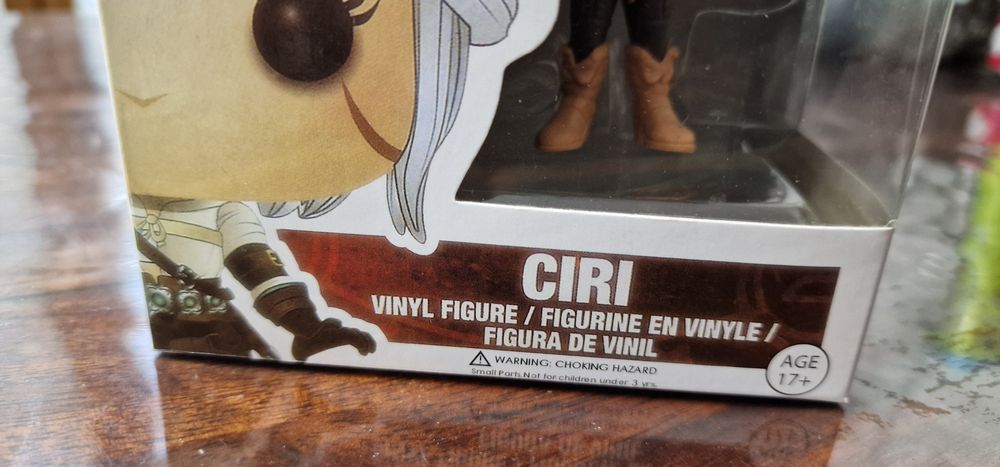 CIRI
VINYL FIGURE / FIGURINE EN VINYLE /
FIGURA DE VINIL
WARNING: CHOKING HAZARD
Small Parts. Not for children under 3 yrs.
AGE
17+